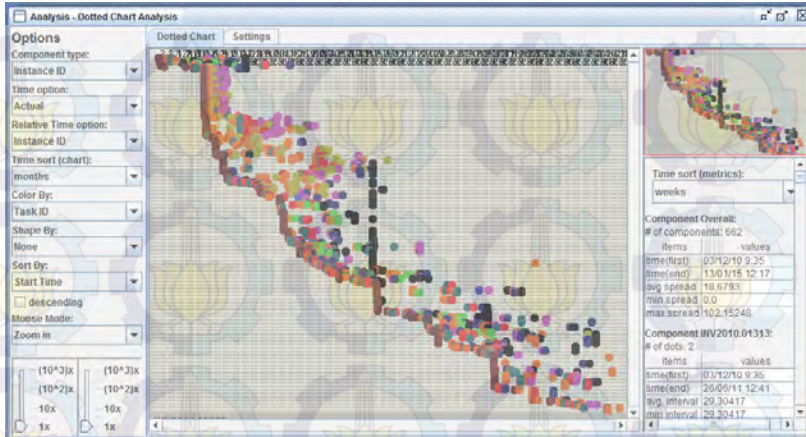 Analysis - Dotted Chart Analysis
Options
Component type:
Instance ID
Time option:
Actual
Relative Time option:
Instance ID
Time sort (chart):
months
Color By:
Task ID
Shape By:
None
Sort By:
Start Time
descending
Mouse Mode:
Zoom in
(10^3)x (10^3)x
(10^2)x (10^2)x
10x 10x
1x 1x
Dotted Chart Settings
Time sort (metrics):
weeks
Component Overall:
# of components: 662
items values
time(first) 03/12/10 9:35
time(end) 13/01/15 12:17
avg spread 18,6793
min spread 0.0
max spread 102,15248
Component INV2010.01313:
# of dots: 2
items values
time(first) 03/12/10 9:35
time(end) 26/06/11 12:41
avg. interval 29,30417
min interval 29,30417